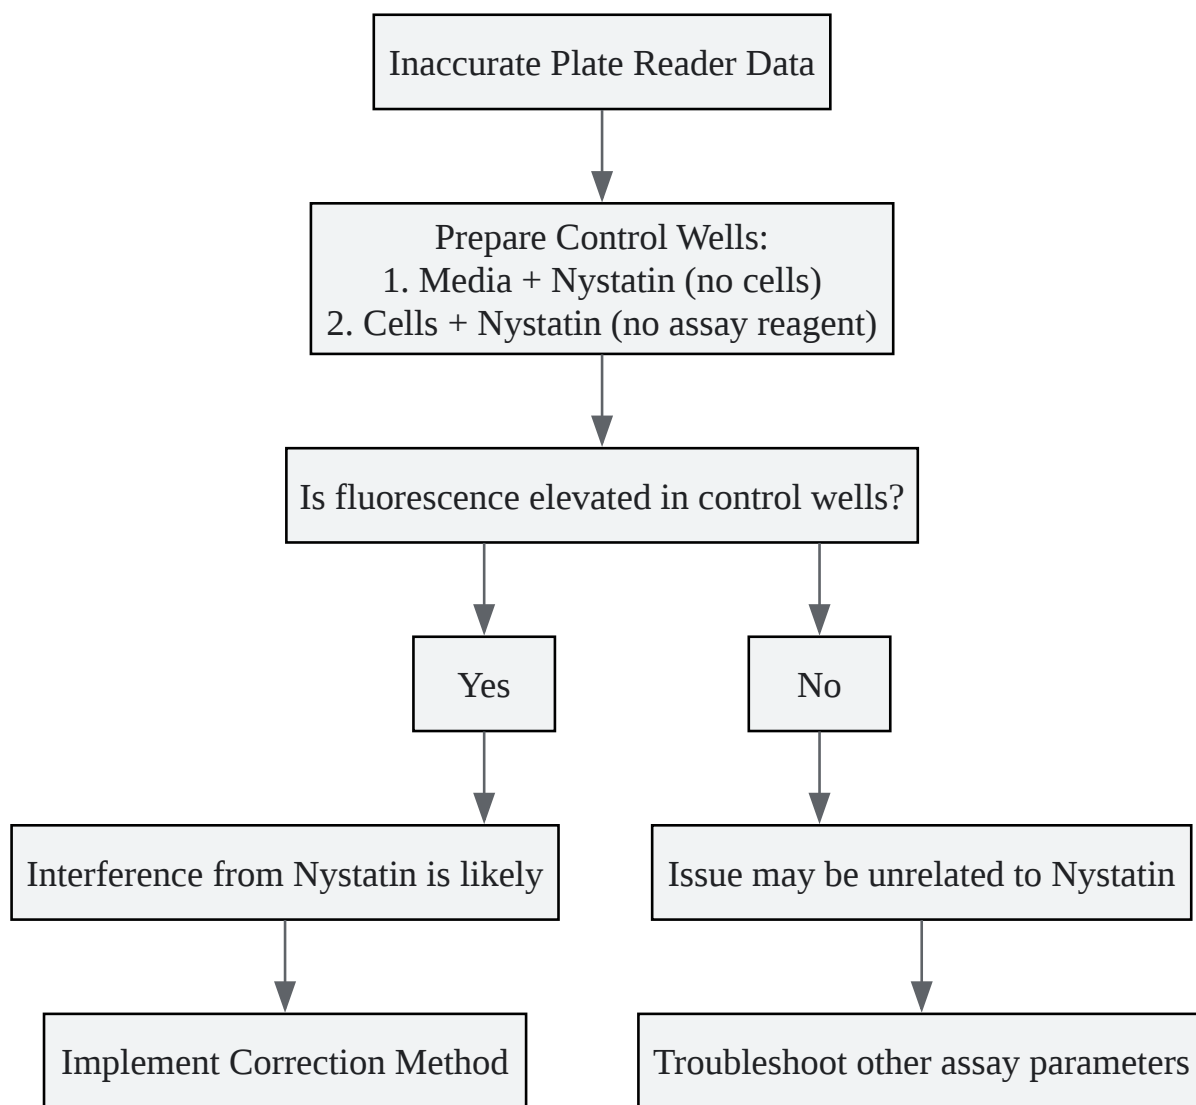 Inaccurate Plate Reader Data
Prepare Control Wells:
1. Media + Nystatin (no cells)
2. Cells + Nystatin (no assay reagent)
Is fluorescence elevated in control wells?
Yes
No
Interference from Nystatin is likely
Issue may be unrelated to Nystatin
Implement Correction Method
Troubleshoot other assay parameters